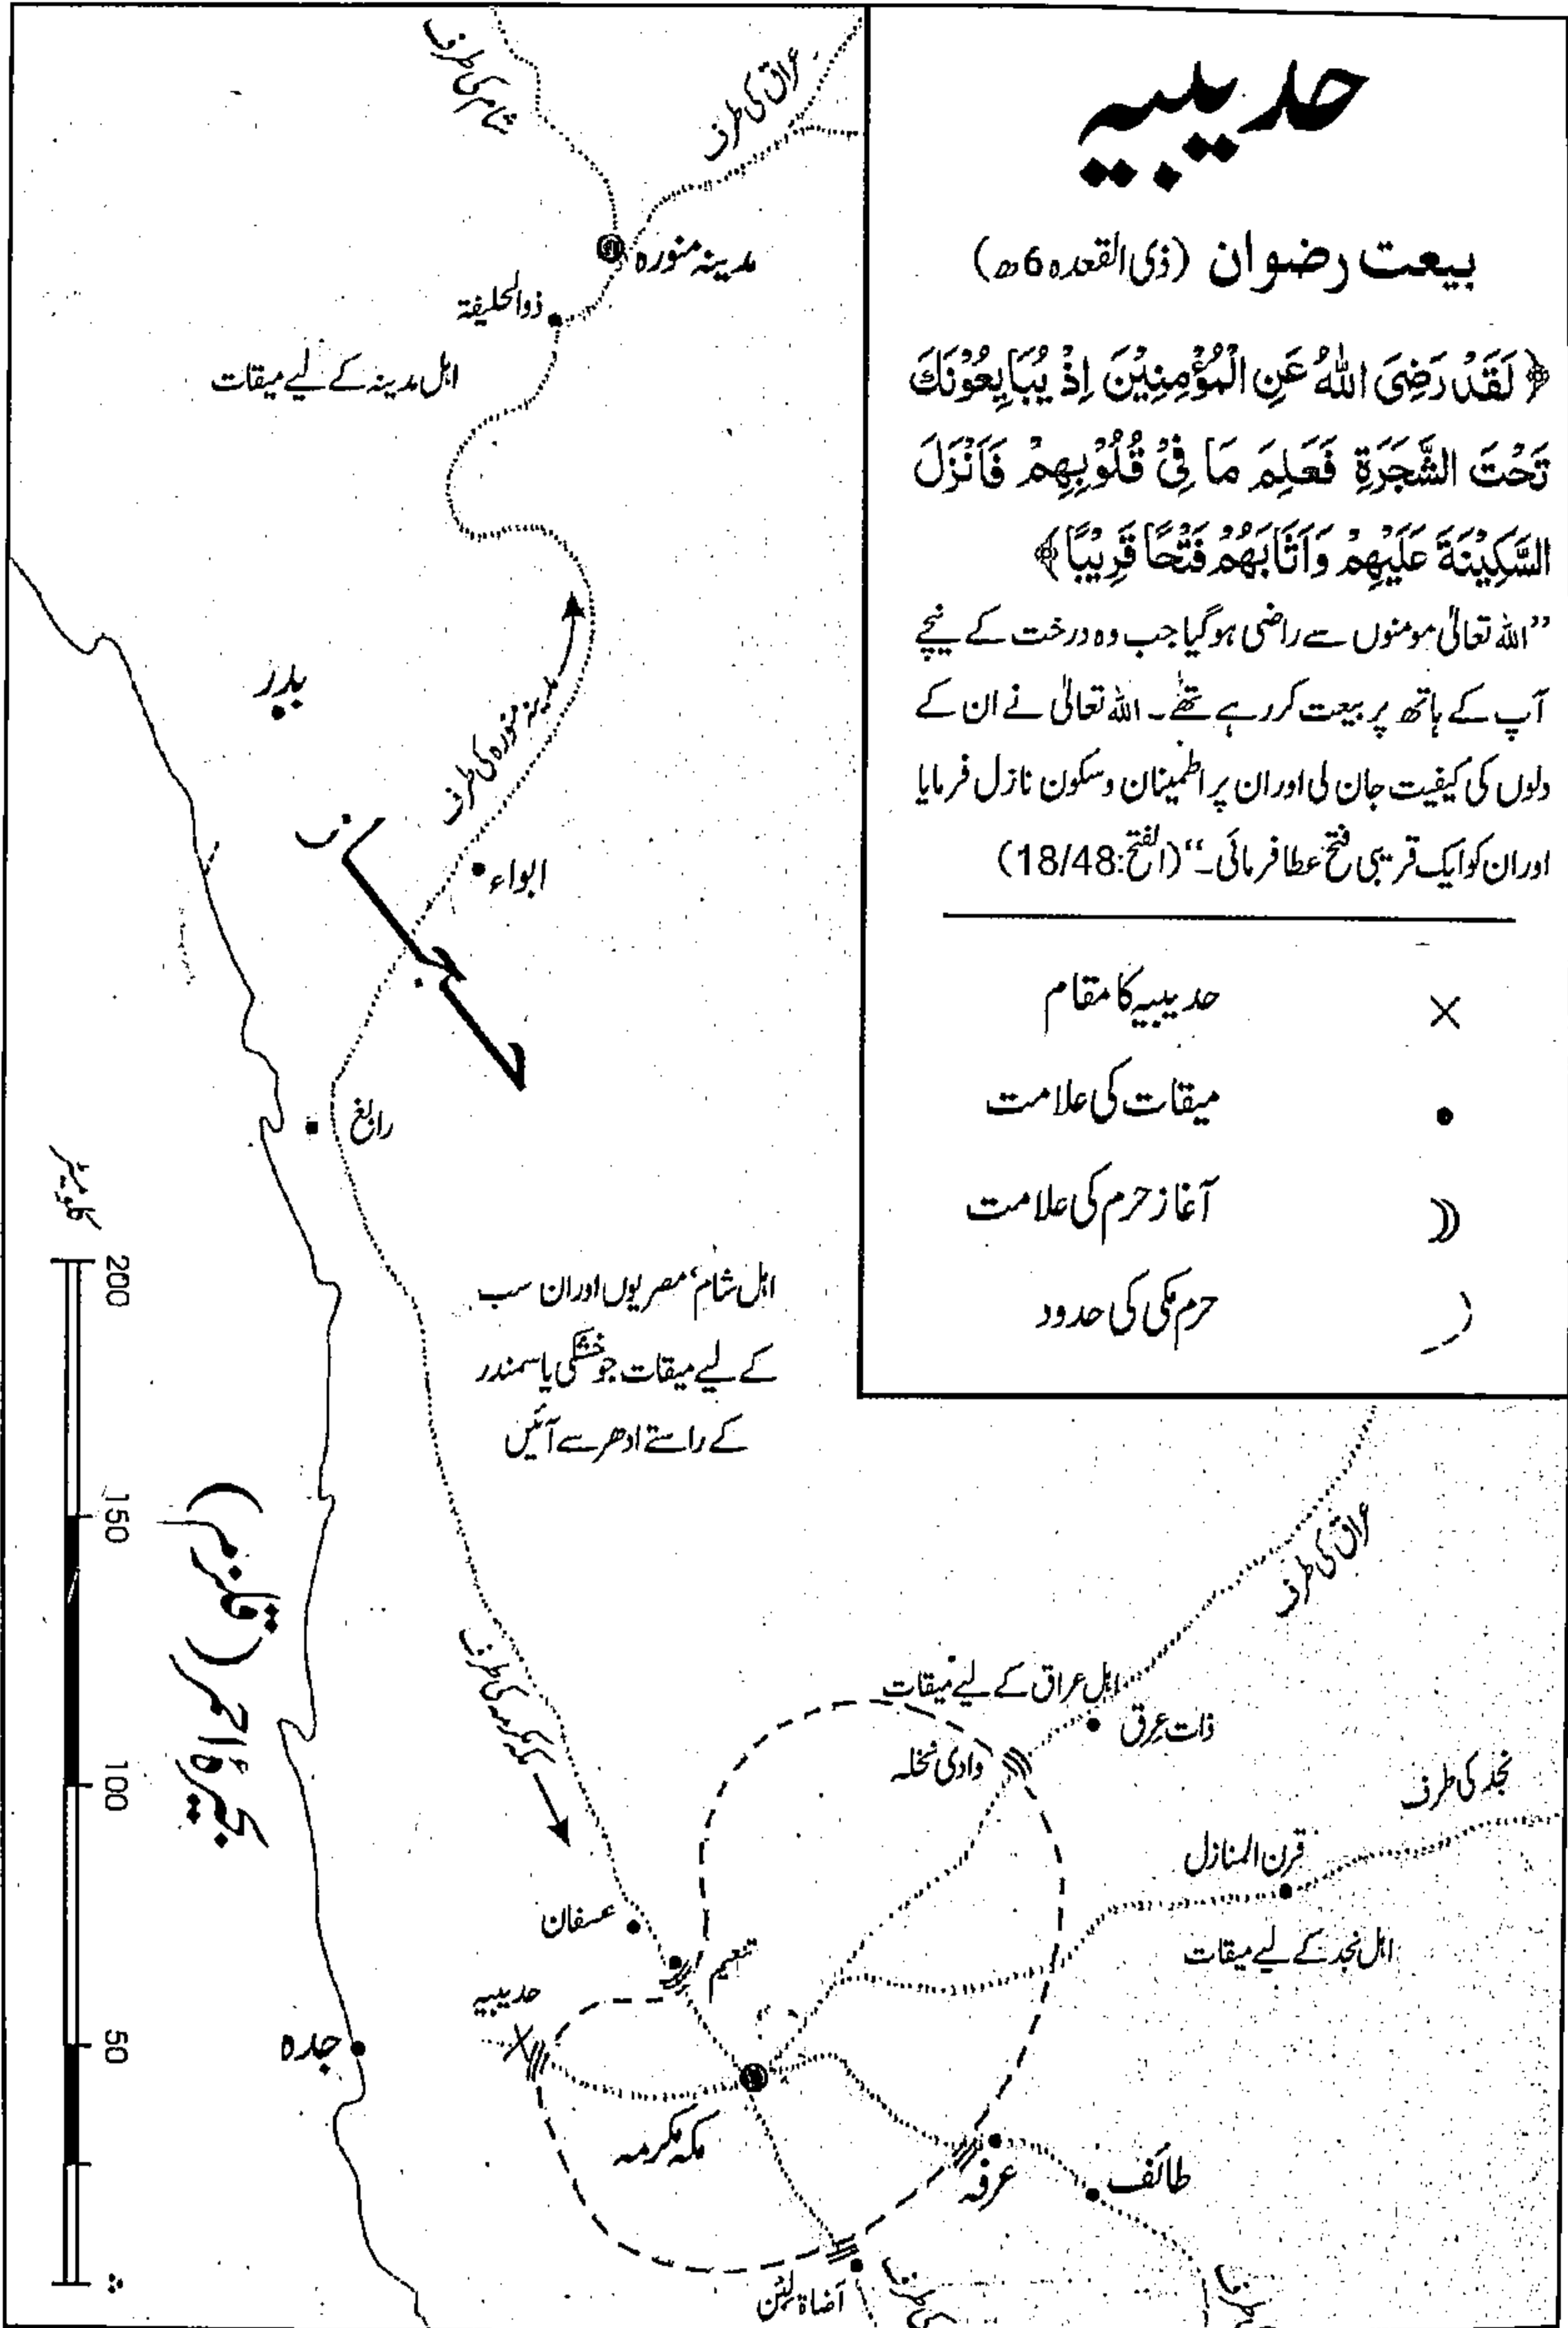 حدیبیہ
بیعت رضوان (ذی القعدہ 6ھ)
﴿ لَقَدْ رَضِیَ اللّٰهُ عَنِ الْمُؤْمِنِیْنَ اِذْ یُبَایِعُوْنَكَ
تَحْتَ الشَّجَرَةِ فَعَلِمَ مَا فِیْ قُلُوْبِهِمْ فَاَنْزَلَ
السَّكِیْنَةَ عَلَیْهِمْ وَاَثَابَهُمْ فَتْحًا قَرِیْبًا ﴾
”اللہ تعالیٰ مومنوں سے راضی ہوگیا جب وہ درخت کے نیچے
آپ کے ہاتھ پر بیعت کررہے تھے۔ اللہ تعالیٰ نے ان کے
دلوں کی کیفیت جان لی اور ان پر اطمینان وسکون نازل فرمایا
اور ان کو ایک قریبی فتح عطا فرمائی۔“ (الفتح:18/48)
حدیبیہ کا مقام
میقات کی علامت
آغاز حرم کی علامت
حرم مکی کی حدود
شام کی طرف
عراق کی طرف
مدینہ منورہ
ذوالحلیفۃ
اہل مدینہ کے لیے میقات
بدر
مدینہ منورہ کی طرف
ابواء
حجاز
رابغ
کلومیٹر
200
150
100
50
اہل شام، مصریوں اور ان سب
کے لیے میقات جو خشکی یا سمندر
کے راستے ادھر سے آئیں
بحیرۂ احمر (قلزم)
مکہ مکرمہ کی طرف
عراق کی طرف
اہل عراق کے لیے میقات
ذات عرق
وادی نخلہ
نجد کی طرف
قرن المنازل
اہل نجد کے لیے میقات
عسفان
تنعیم
حدیبیہ
جدہ
مکہ مکرمہ
عرفہ
طائف
اضاۃ لبن
کی طرف
طرف